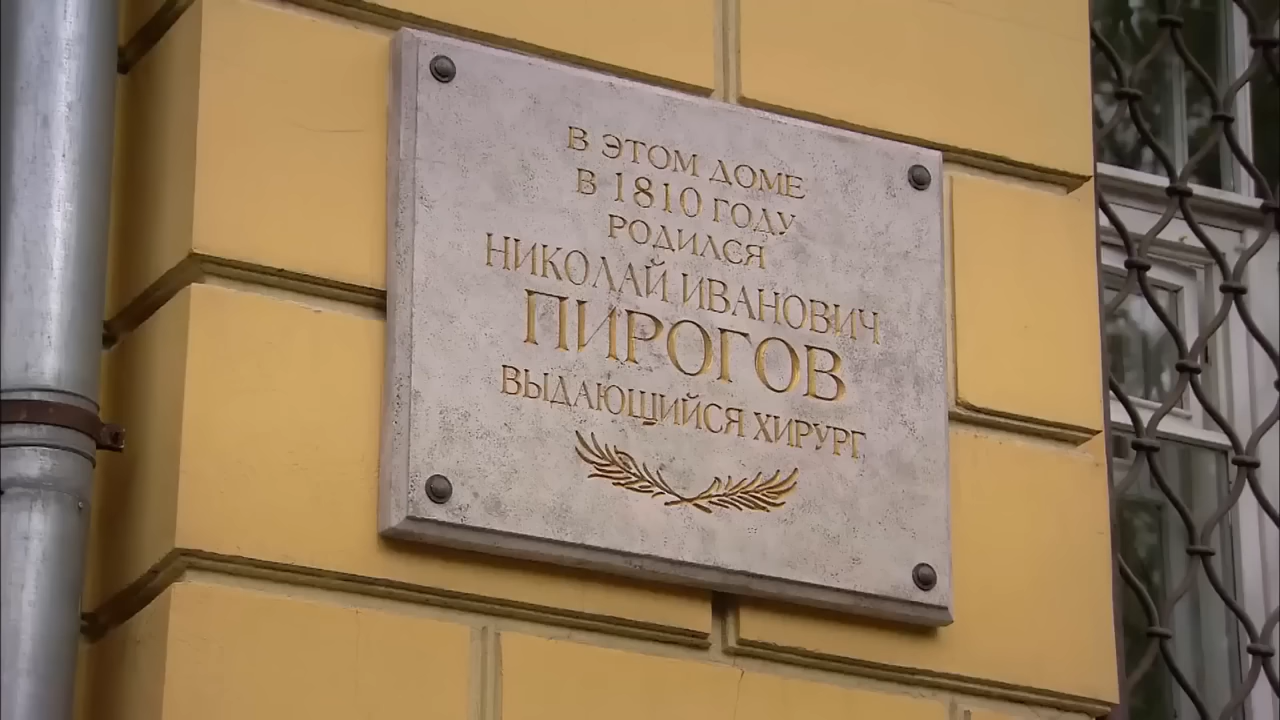 В ЭТОМ ДОМЕ
В 1810 ГОДУ
РОДИЛСЯ
НИКОЛАЙ ИВАНОВИЧ
ПИРОГОВ
ВЫДАЮЩИЙСЯ ХИРУРГ